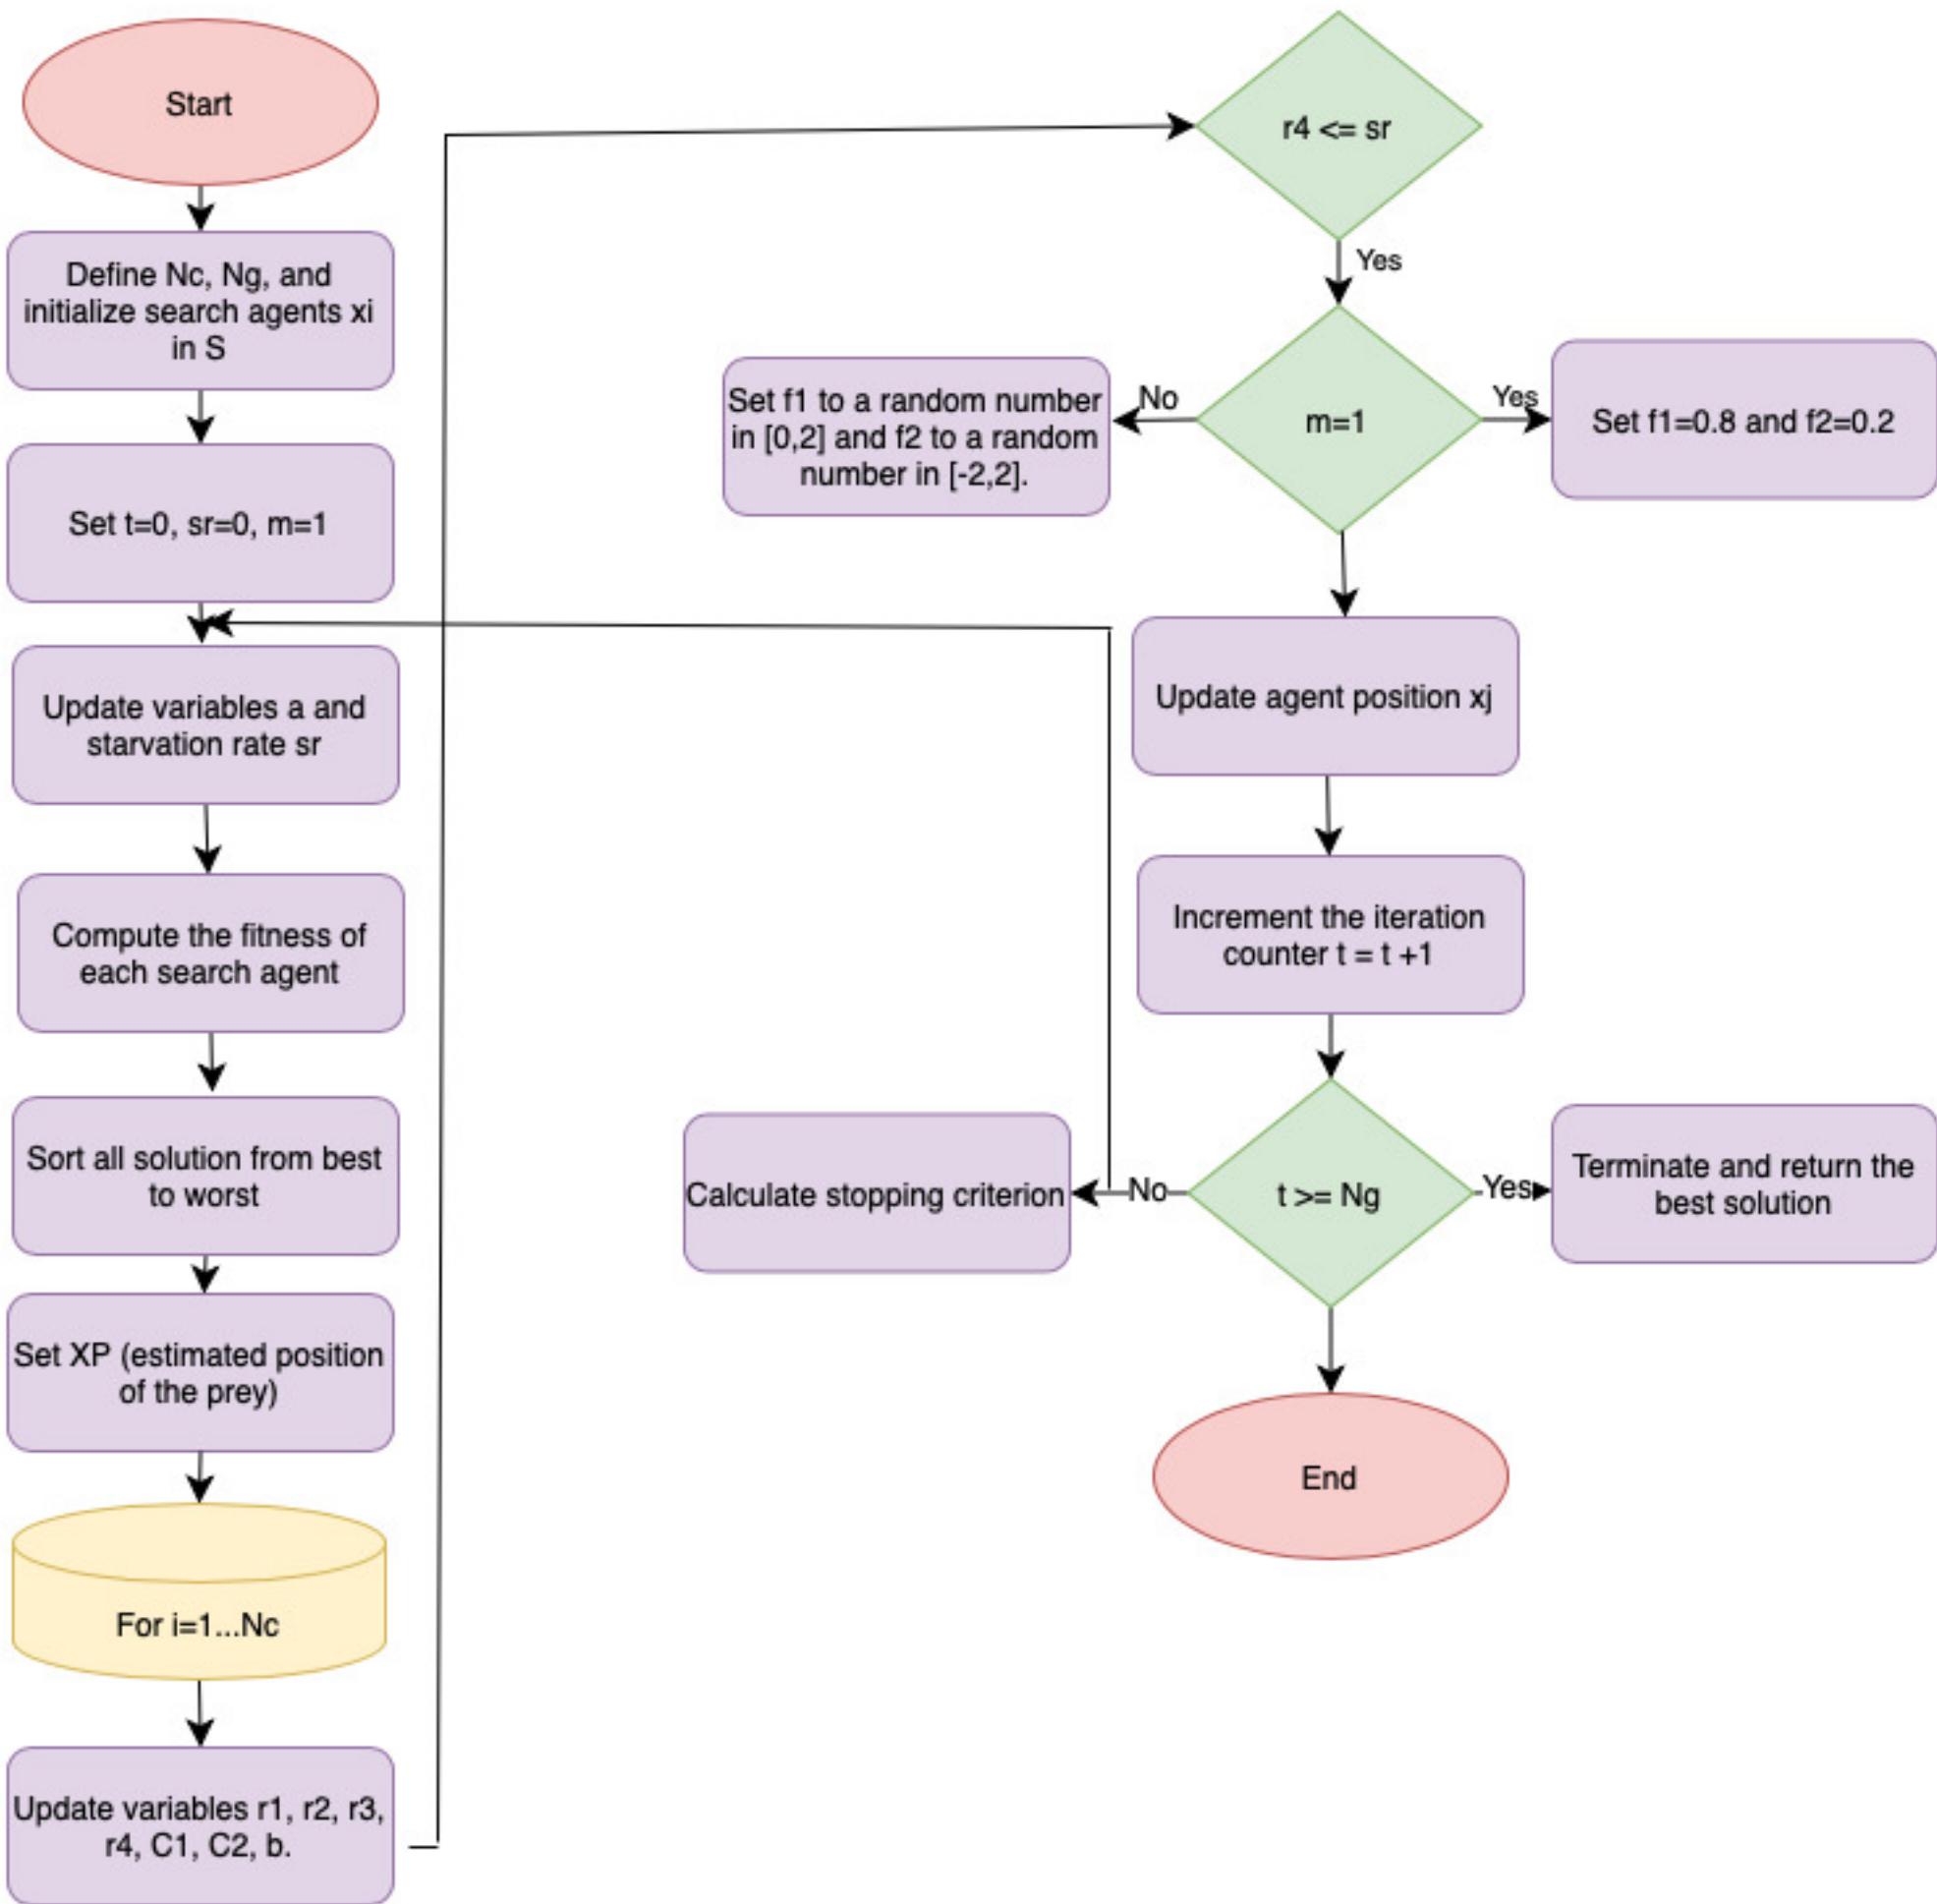 Start
Define Nc, Ng, and
initialize search agents xi
in S
Set t=0, sr=0, m=1
Update variables a and
starvation rate sr
Compute the fitness of
each search agent
Sort all solution from best
to worst
Set XP (estimated position
of the prey)
For i=1...Nc
Update variables r1, r2, r3,
r4, C1, C2, b.
r4 <= sr
Yes
m=1
No
Set f1 to a random number
in [0,2] and f2 to a random
number in [-2,2].
Yes
Set f1=0.8 and f2=0.2
Update agent position xj
Increment the iteration
counter t = t +1
t >= Ng
No
Calculate stopping criterion
Yes
Terminate and return the
best solution
End